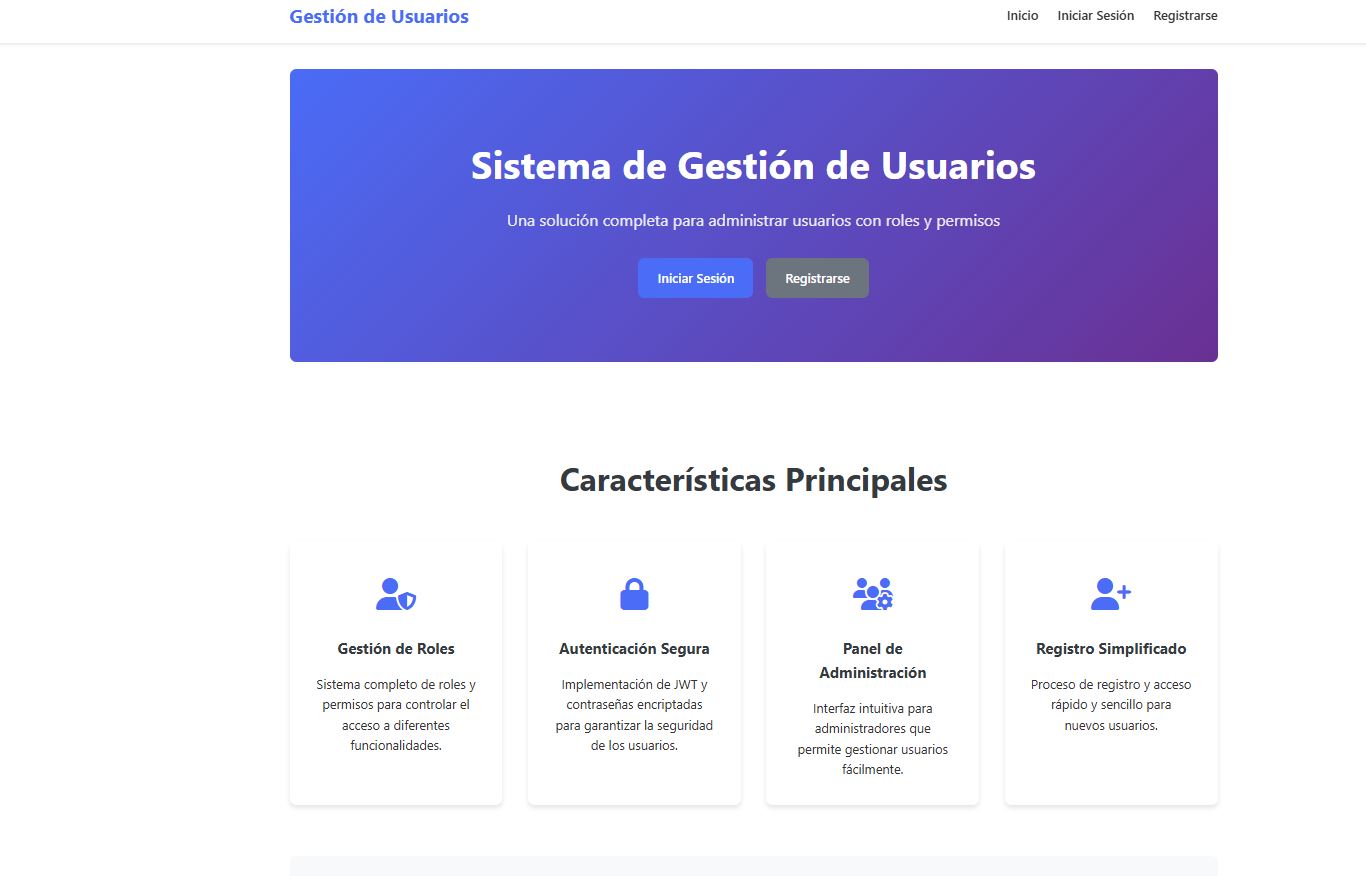 Gestión de Usuarios
Inicio Iniciar Sesión Registrarse
Sistema de Gestión de Usuarios
Una solución completa para administrar usuarios con roles y permisos
Iniciar Sesión Registrarse
Características Principales
Gestión de Roles
Sistema completo de roles y
permisos para controlar el
acceso a diferentes
funcionalidades.
Autenticación Segura
Implementación de JWT y
contraseñas encriptadas
para garantizar la seguridad
de los usuarios.
Panel de
Administración
Interfaz intuitiva para
administradores que
permite gestionar usuarios
fácilmente.
Registro Simplificado
Proceso de registro y acceso
rápido y sencillo para
nuevos usuarios.